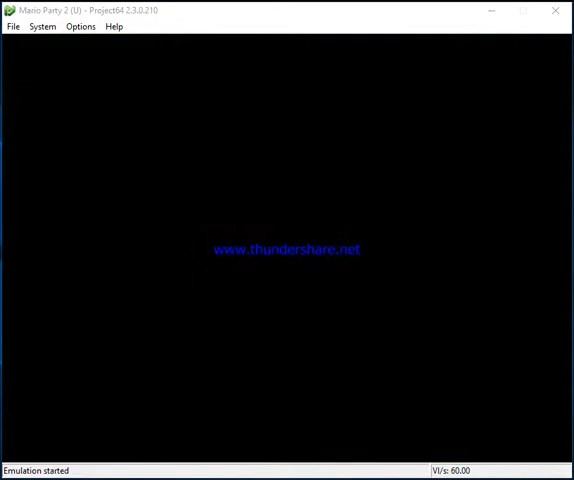 Mario Party 2 (U) - Project64 2.3.0.210
File System Options Help
www.thundershare.net
Emulation started VI/s: 60.00